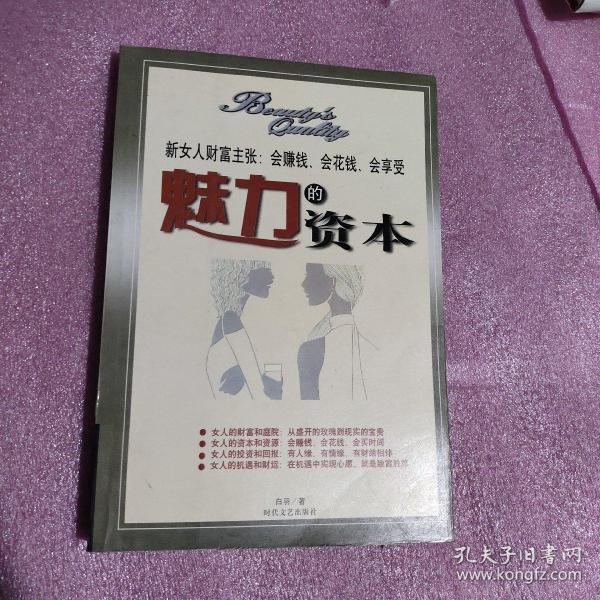 Beauty's
Quality
新女人财富主张：会赚钱、会花钱、会享受
魅力的资本
● 女人的财富和庭院：从盛开的玫瑰到现实的宝贵
● 女人的资本和资源：会赚钱、会花钱、会买时间
● 女人的投资和回报：有人缘、有情缘、有财缘相伴
● 女人的机遇和财运：在机遇中实现心愿、就是致富胜
白羽／著
时代文艺出版社
孔夫子旧书网
www.kongfz.com